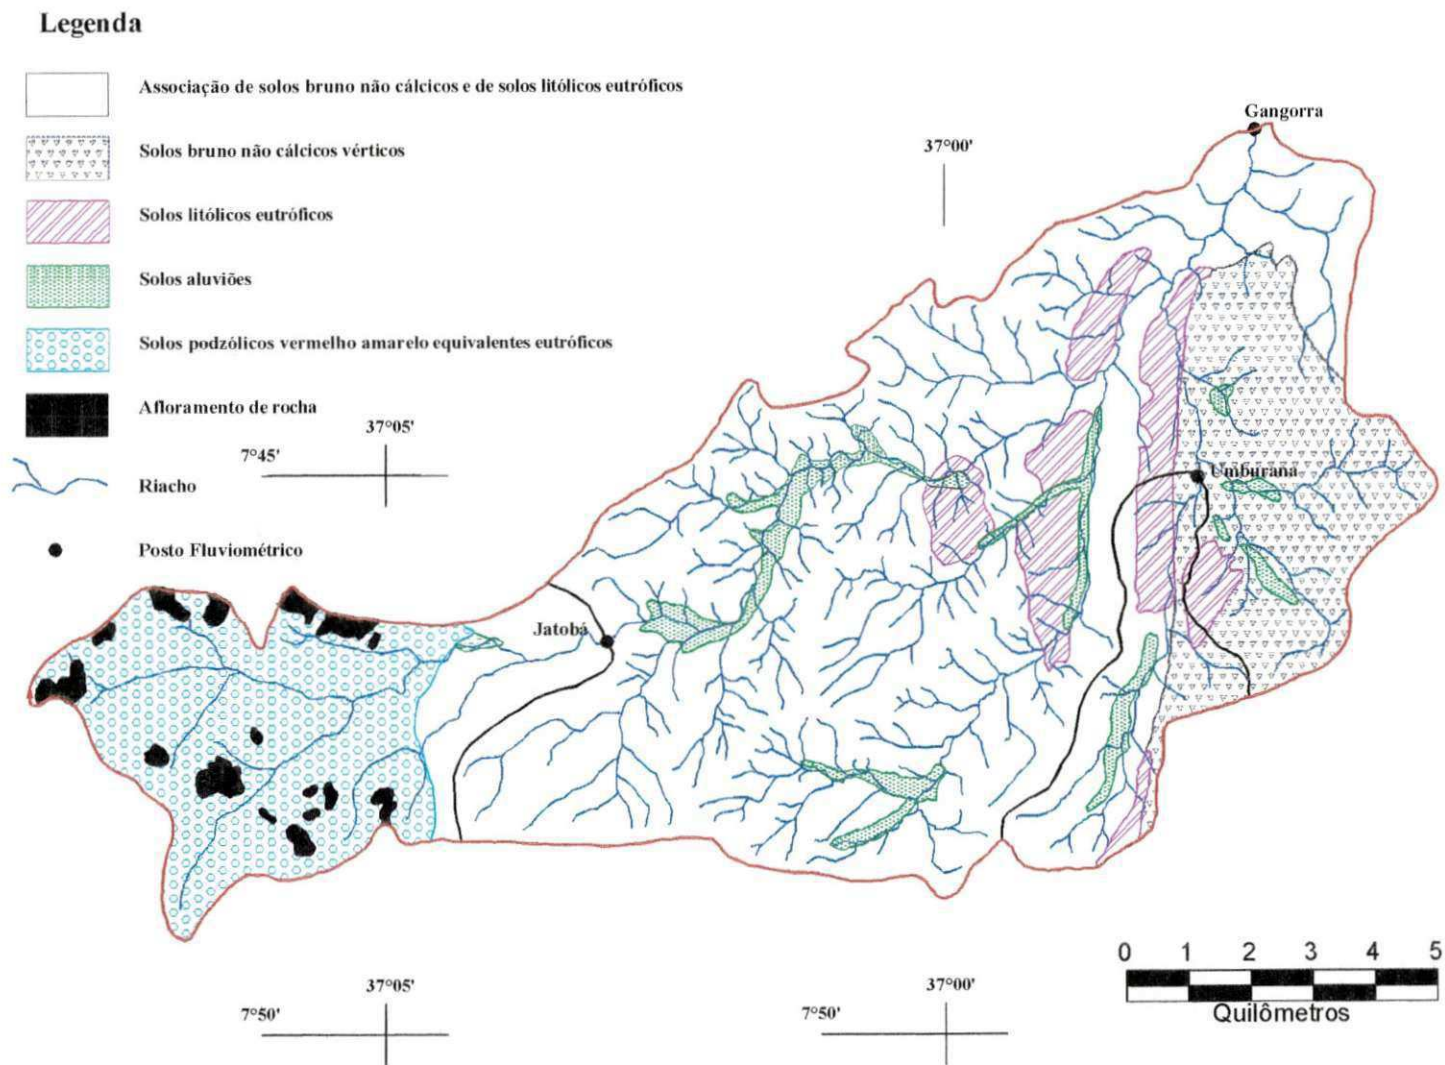 Legenda
Associação de solos bruno não cálcicos e de solos litólicos eutróficos
Solos bruno não cálcicos vérticos
Solos litólicos eutróficos
Solos aluviões
Solos podzólicos vermelho amarelo equivalentes eutróficos
Afloramento de rocha
Riacho
Posto Fluviométrico
Gangorra
37°00'
37°05'
7°45'
Umburana
Jatobá
0 1 2 3 4 5
Quilômetros
37°05'
7°50'
37°00'
7°50'